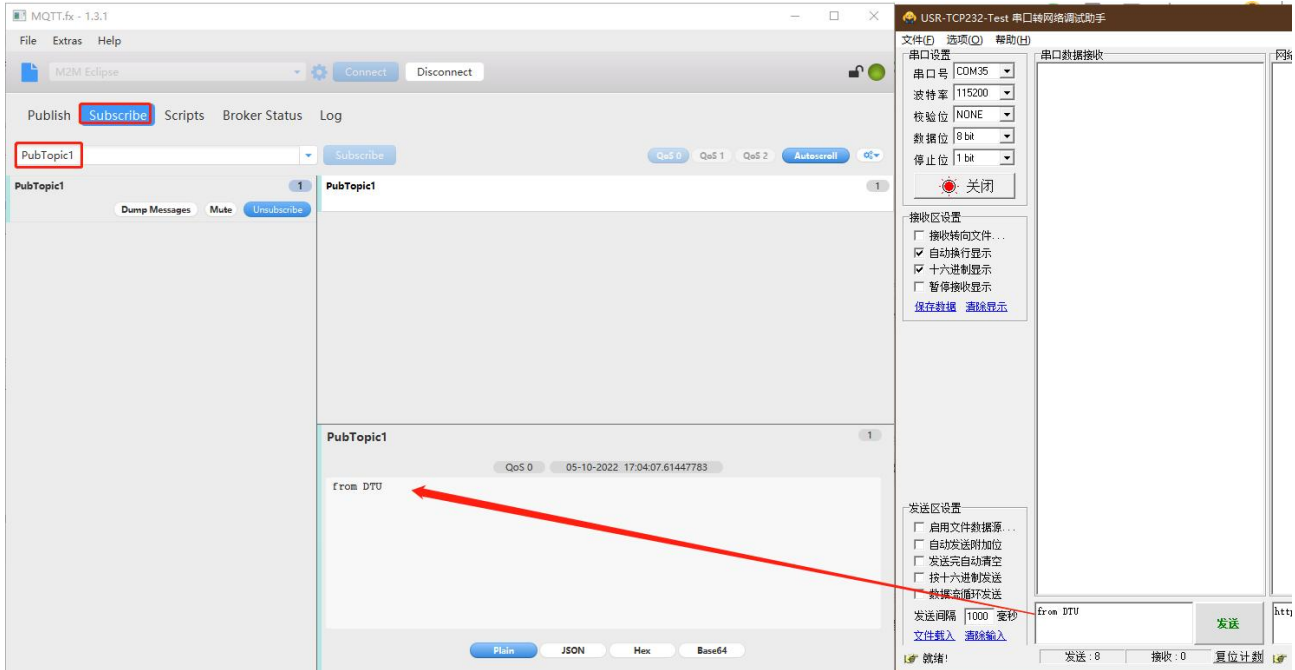 MQTT.fx - 1.3.1
File Extras Help
M2M Eclipse
Connect
Disconnect
Publish Subscribe Scripts Broker Status Log
PubTopic1
Subscribe
QoS 0 QoS 1 QoS 2 Autoscroll
PubTopic1 1
Dump Messages Mute Unsubscribe
PubTopic1 1
PubTopic1 1
QoS 0 05-10-2022 17:04:07.61447783
from DTU
Plain JSON Hex Base64
USR-TCP232-Test 串口转网络调试助手
文件(F) 选项(O) 帮助(H)
串口设置
串口号 COM35
波特率 115200
校验位 NONE
数据位 8 bit
停止位 1 bit
关闭
接收区设置
接收转向文件...
自动换行显示
十六进制显示
暂停接收显示
保存数据 清除显示
发送区设置
启用文件数据源...
自动发送附加位
发送完自动清空
按十六进制发送
数据流循环发送
发送间隔 1000 毫秒
文件载入 清除输入
就绪!
串口数据接收
from DTU
发送
发送 : 8 接收 : 0 复位计数
网络
http